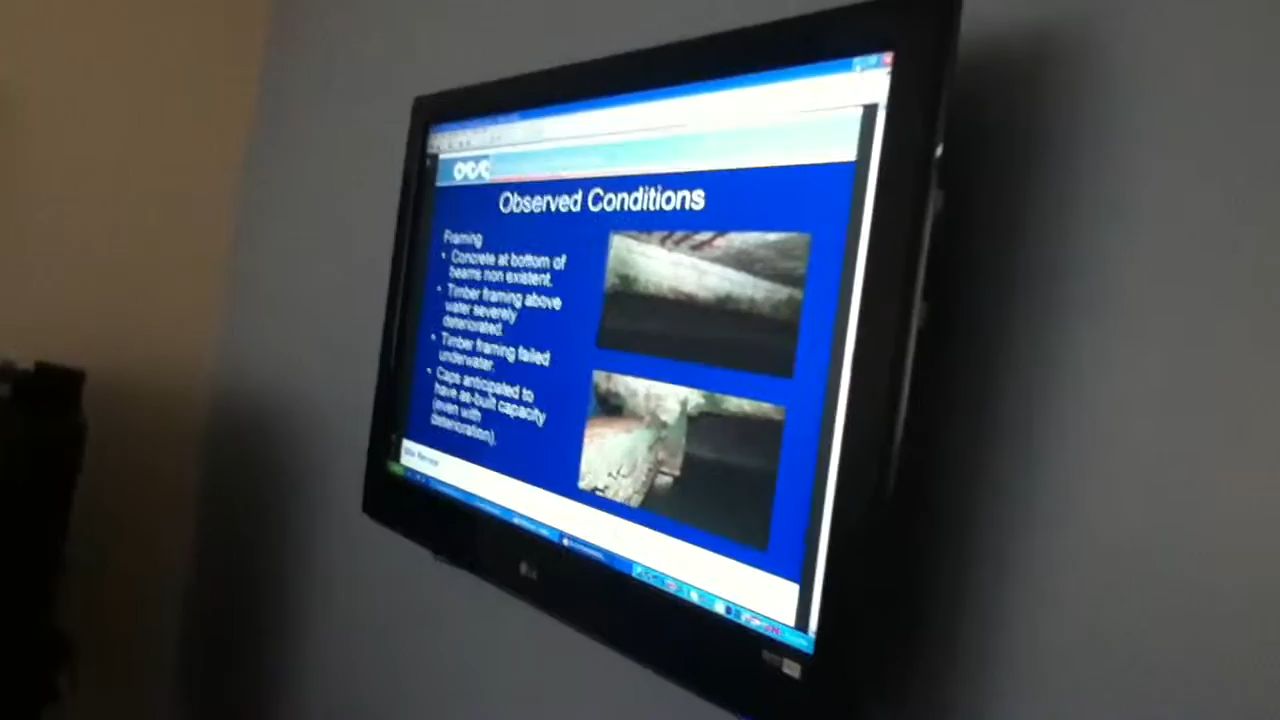 Observed Conditions
Framing
• Concrete at bottom of
beams non existent.
• Timber framing above
water severely
deteriorated.
• Timber framing failed
underwater.
• Caps anticipated to
have as-built capacity
(even with
deterioration).
LG